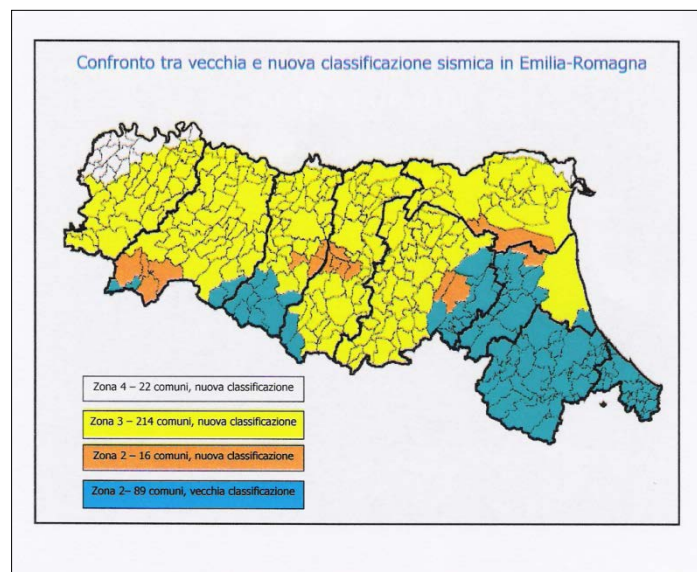 Confronto tra vecchia e nuova classificazione sismica in Emilia-Romagna
Zona 4 – 22 comuni, nuova classificazione
Zona 3 – 214 comuni, nuova classificazione
Zona 2 – 16 comuni, nuova classificazione
Zona 2– 89 comuni, vecchia classificazione